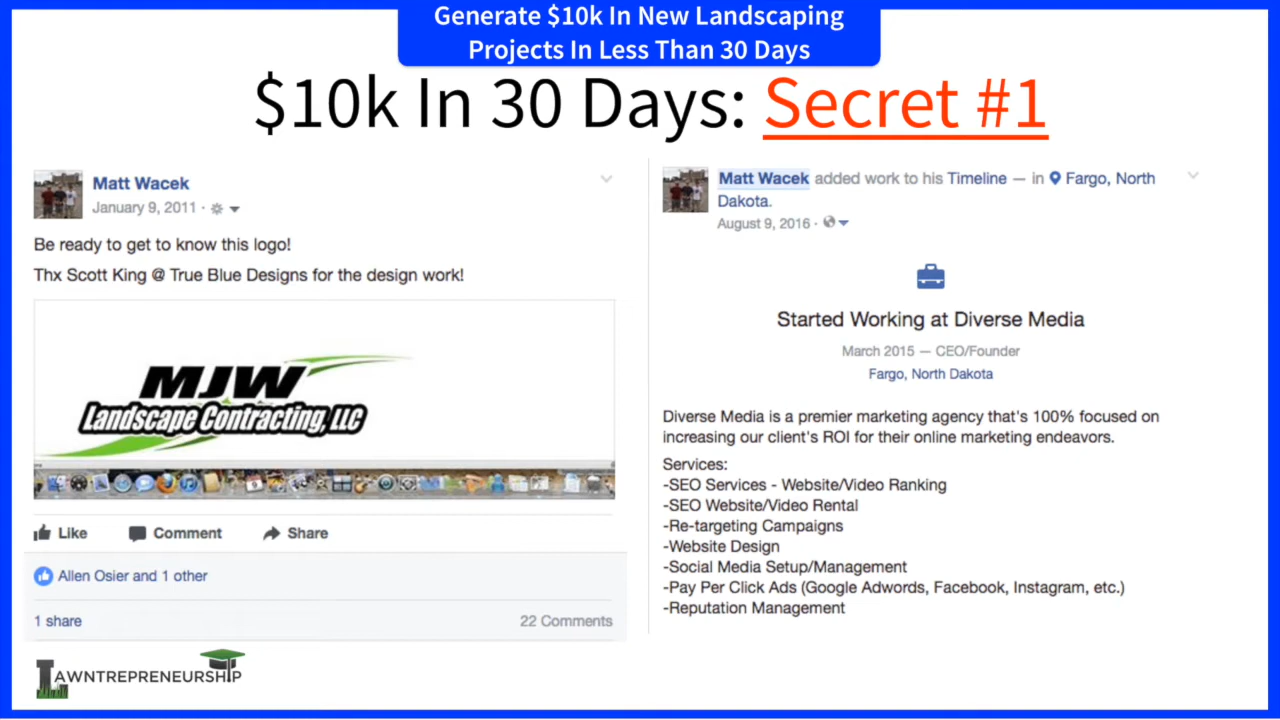 Generate $10k In New Landscaping
Projects In Less Than 30 Days
$10k In 30 Days: Secret #1
Matt Wacek
January 9, 2011 ·
Be ready to get to know this logo!
Thx Scott King @ True Blue Designs for the design work!
MJW
Landscape Contracting, LLC
Like Comment Share
Allen Osier and 1 other
1 share 22 Comments
Matt Wacek added work to his Timeline — in Fargo, North
Dakota.
August 9, 2016 ·
Started Working at Diverse Media
March 2015 — CEO/Founder
Fargo, North Dakota
Diverse Media is a premier marketing agency that's 100% focused on
increasing our client's ROI for their online marketing endeavors.
Services:
-SEO Services - Website/Video Ranking
-SEO Website/Video Rental
-Re-targeting Campaigns
-Website Design
-Social Media Setup/Management
-Pay Per Click Ads (Google Adwords, Facebook, Instagram, etc.)
-Reputation Management
LAWNTREPRENEURSHIP